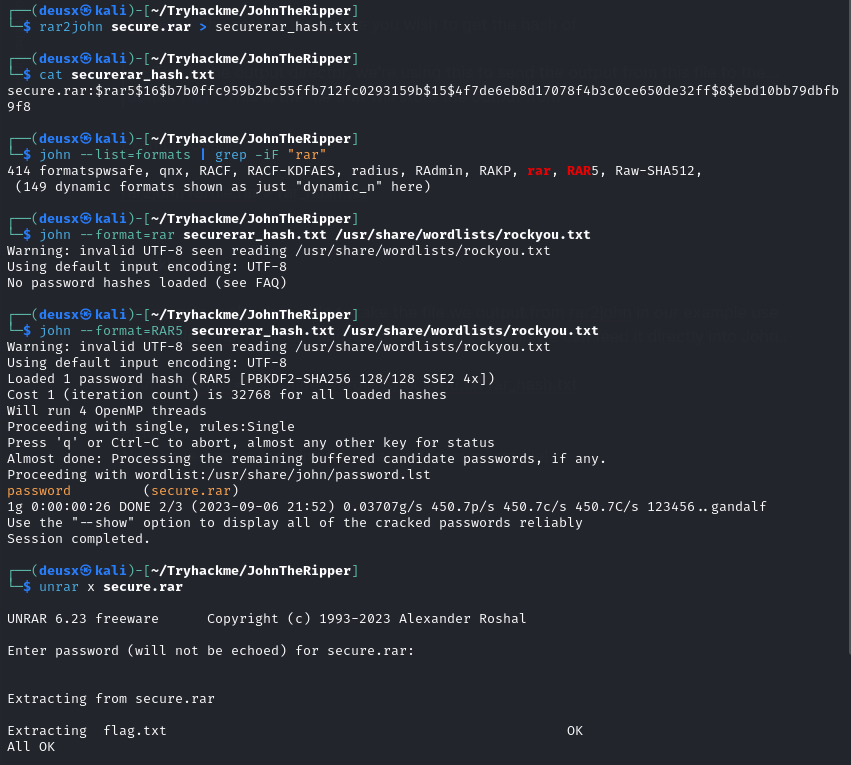 ┌──(deusx㉿kali)-[~/Tryhackme/JohnTheRipper]
└─$ rar2john secure.rar > securerar_hash.txt
┌──(deusx㉿kali)-[~/Tryhackme/JohnTheRipper]
└─$ cat securerar_hash.txt
secure.rar:$rar5$16$b7b0ffc959b2bc55ffb712fc0293159b$15$4f7de6eb8d17078f4b3c0ce650de32ff$8$ebd10bb79dbfb
9f8
┌──(deusx㉿kali)-[~/Tryhackme/JohnTheRipper]
└─$ john --list=formats | grep -iF "rar"
414 formatspwsafe, qnx, RACF, RACF-KDFAES, radius, RAdmin, RAKP, rar, RAR5, Raw-SHA512,
(149 dynamic formats shown as just "dynamic_n" here)
┌──(deusx㉿kali)-[~/Tryhackme/JohnTheRipper]
└─$ john --format=rar securerar_hash.txt /usr/share/wordlists/rockyou.txt
Warning: invalid UTF-8 seen reading /usr/share/wordlists/rockyou.txt
Using default input encoding: UTF-8
No password hashes loaded (see FAQ)
┌──(deusx㉿kali)-[~/Tryhackme/JohnTheRipper]
└─$ john --format=RAR5 securerar_hash.txt /usr/share/wordlists/rockyou.txt
Warning: invalid UTF-8 seen reading /usr/share/wordlists/rockyou.txt
Using default input encoding: UTF-8
Loaded 1 password hash (RAR5 [PBKDF2-SHA256 128/128 SSE2 4x])
Cost 1 (iteration count) is 32768 for all loaded hashes
Will run 4 OpenMP threads
Proceeding with single, rules:Single
Press 'q' or Ctrl-C to abort, almost any other key for status
Almost done: Processing the remaining buffered candidate passwords, if any.
Proceeding with wordlist:/usr/share/john/password.lst
password         (secure.rar)
1g 0:00:00:26 DONE 2/3 (2023-09-06 21:52) 0.03707g/s 450.7p/s 450.7c/s 450.7C/s 123456..gandalf
Use the "--show" option to display all of the cracked passwords reliably
Session completed.
┌──(deusx㉿kali)-[~/Tryhackme/JohnTheRipper]
└─$ unrar x secure.rar
UNRAR 6.23 freeware      Copyright (c) 1993-2023 Alexander Roshal
Enter password (will not be echoed) for secure.rar:
Extracting from secure.rar
Extracting  flag.txt                                                  OK
All OK